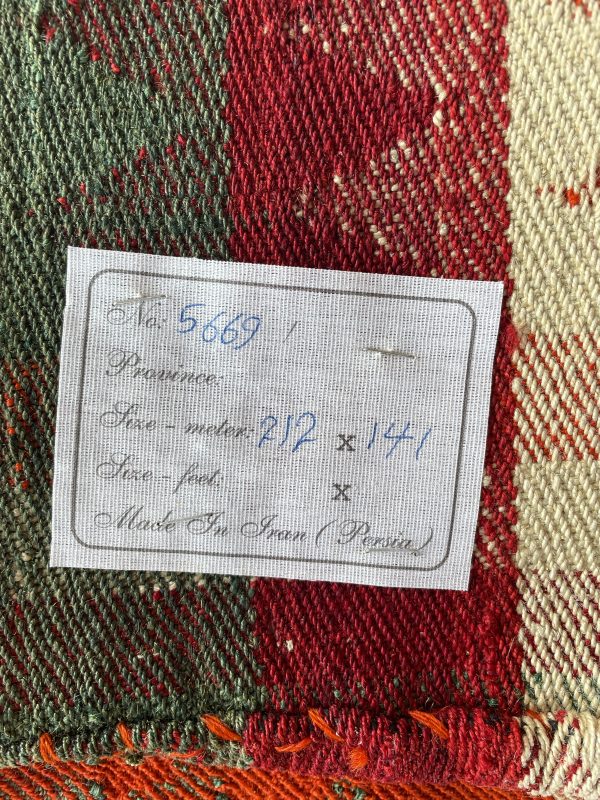 No: 5669 /
Province:
Size - meter: 212 x 141
Size - feet: x
Made In Iran ( Persia )